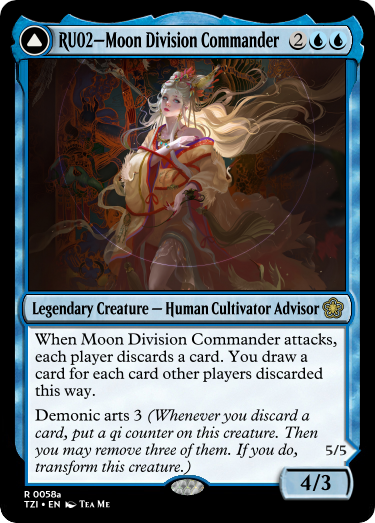 RU02–Moon Division Commander 2
Legendary Creature — Human Cultivator Advisor
When Moon Division Commander attacks,
each player discards a card. You draw a
card for each card other players discarded
this way.
Demonic arts 3 (Whenever you discard a
card, put a qi counter on this creature. Then
you may remove three of them. If you do,
transform this creature.)
5/5
4/3
R 0058a
TZI • EN Tea Me